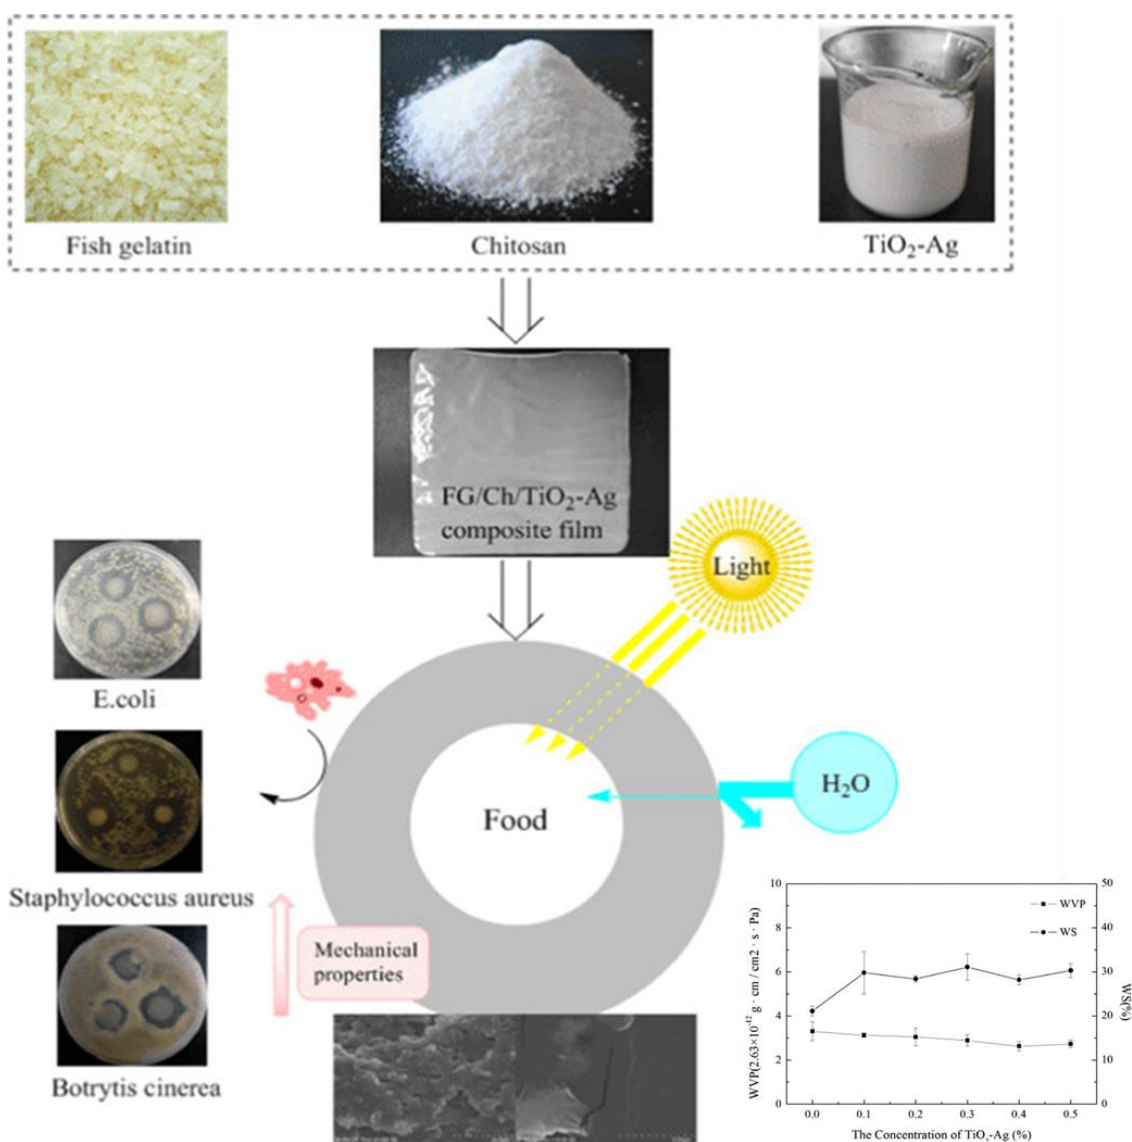 Fish gelatin
Chitosan
TiO₂-Ag
FG/Ch/TiO₂-Ag
composite film
Light
E.coli
H₂O
Food
Staphylococcus aureus
Mechanical
properties
Botrytis cinerea
WVP
WS
WVP(2.63×10⁻¹² g · cm / cm2 · s · Pa)
10
8
6
4
2
0
50
40
30
20
10
0
WS(%)
0.0 0.1 0.2 0.3 0.4 0.5
The Concentration of TiO₂-Ag (%)